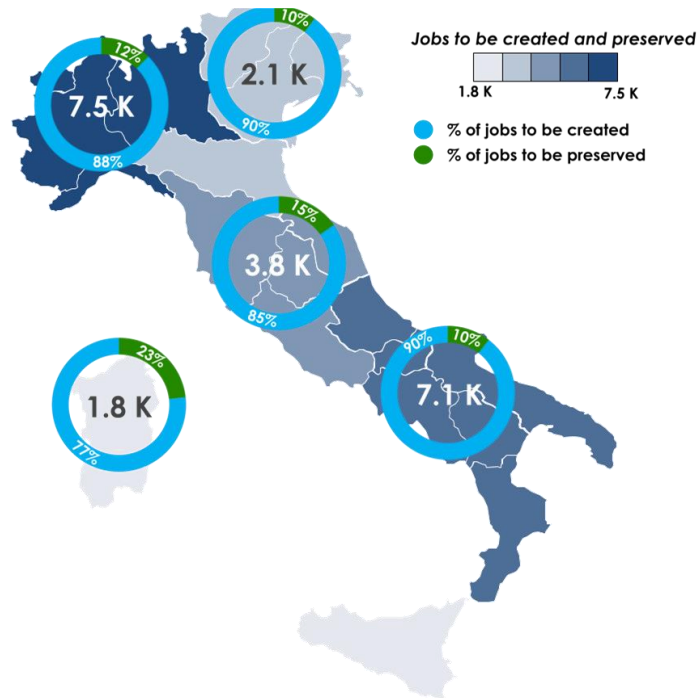 Jobs to be created and preserved
1.8 K
7.5 K
% of jobs to be created
% of jobs to be preserved
10%
2.1 K
90%
12%
7.5 K
88%
15%
3.8 K
85%
90%
10%
7.1 K
23%
1.8 K
77%